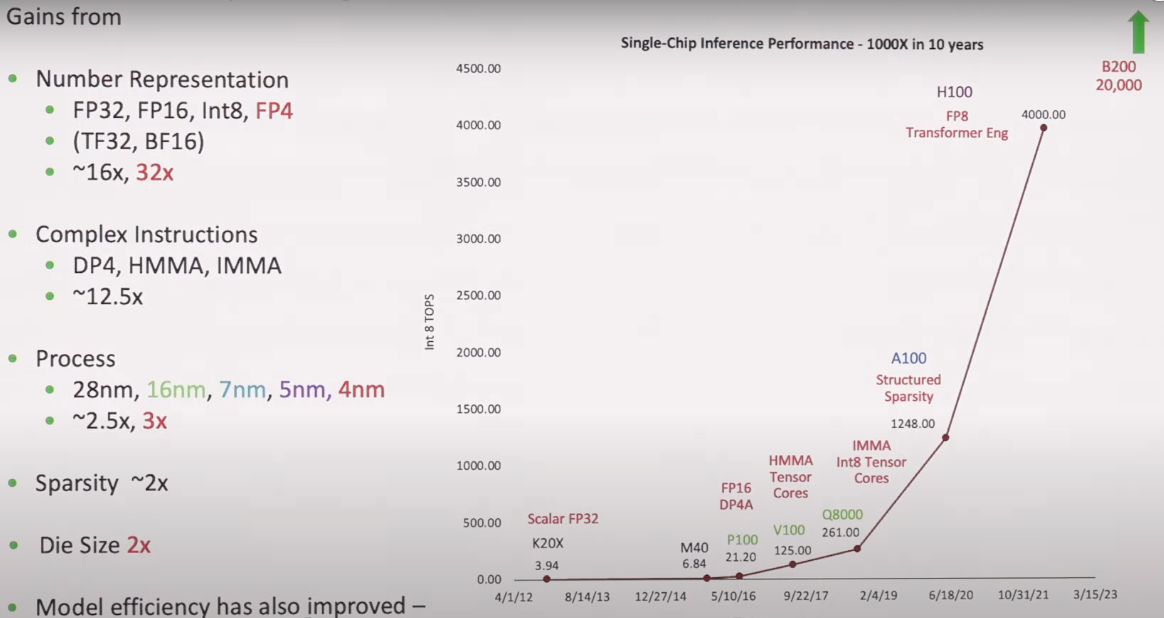 Gains from
Number Representation
FP32, FP16, Int8, FP4
(TF32, BF16)
~16x, 32x
Complex Instructions
DP4, HMMA, IMMA
~12.5x
Process
28nm, 16nm, 7nm, 5nm, 4nm
~2.5x, 3x
Sparsity ~2x
Die Size 2x
Model efficiency has also improved –
Single-Chip Inference Performance - 1000X in 10 years
B200
20,000
Int 8 TOPS
4500.00
4000.00
3500.00
3000.00
2500.00
2000.00
1500.00
1000.00
500.00
0.00
Scalar FP32
K20X
3.94
M40
6.84
FP16
DP4A
P100
21.20
HMMA
Tensor
Cores
V100
125.00
IMMA
Int8 Tensor
Cores
Q8000
261.00
A100
Structured
Sparsity
1248.00
H100
FP8
Transformer Eng
4000.00
4/1/12
8/14/13
12/27/14
5/10/16
9/22/17
2/4/19
6/18/20
10/31/21
3/15/23